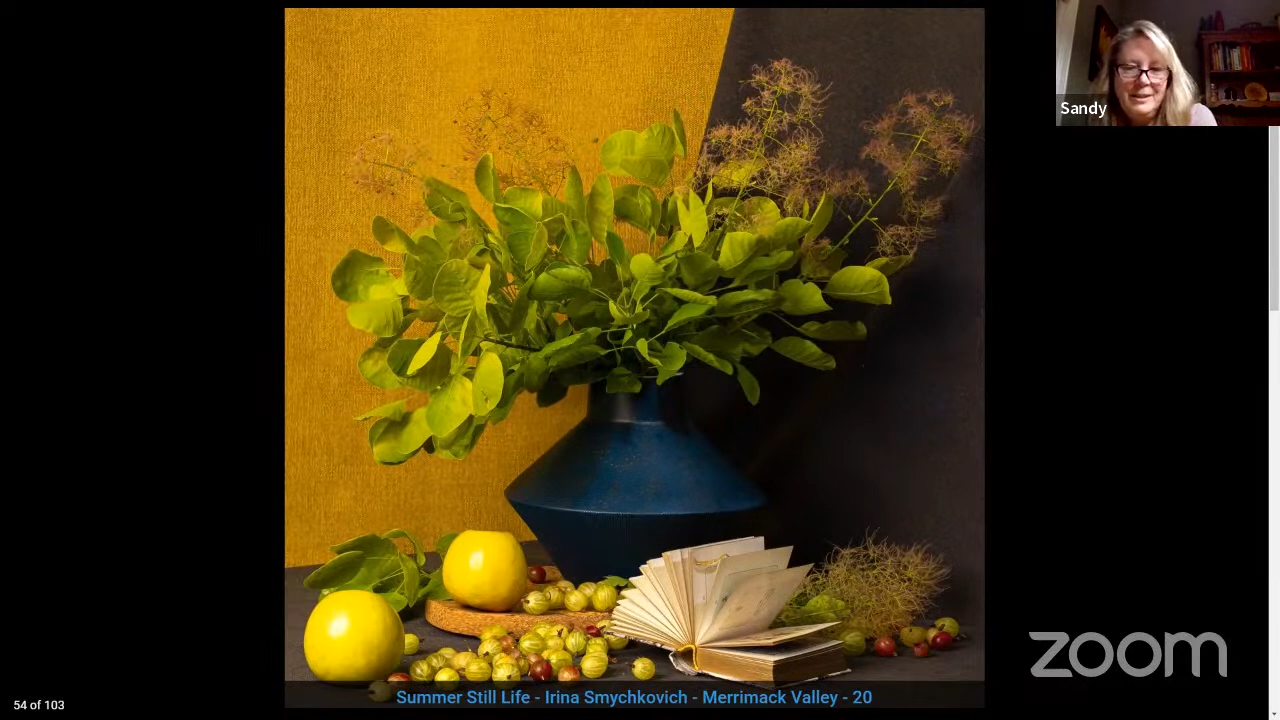 Sandy
Summer Still Life - Irina Smychkovich - Merrimack Valley - 20
zoom
54 of 103